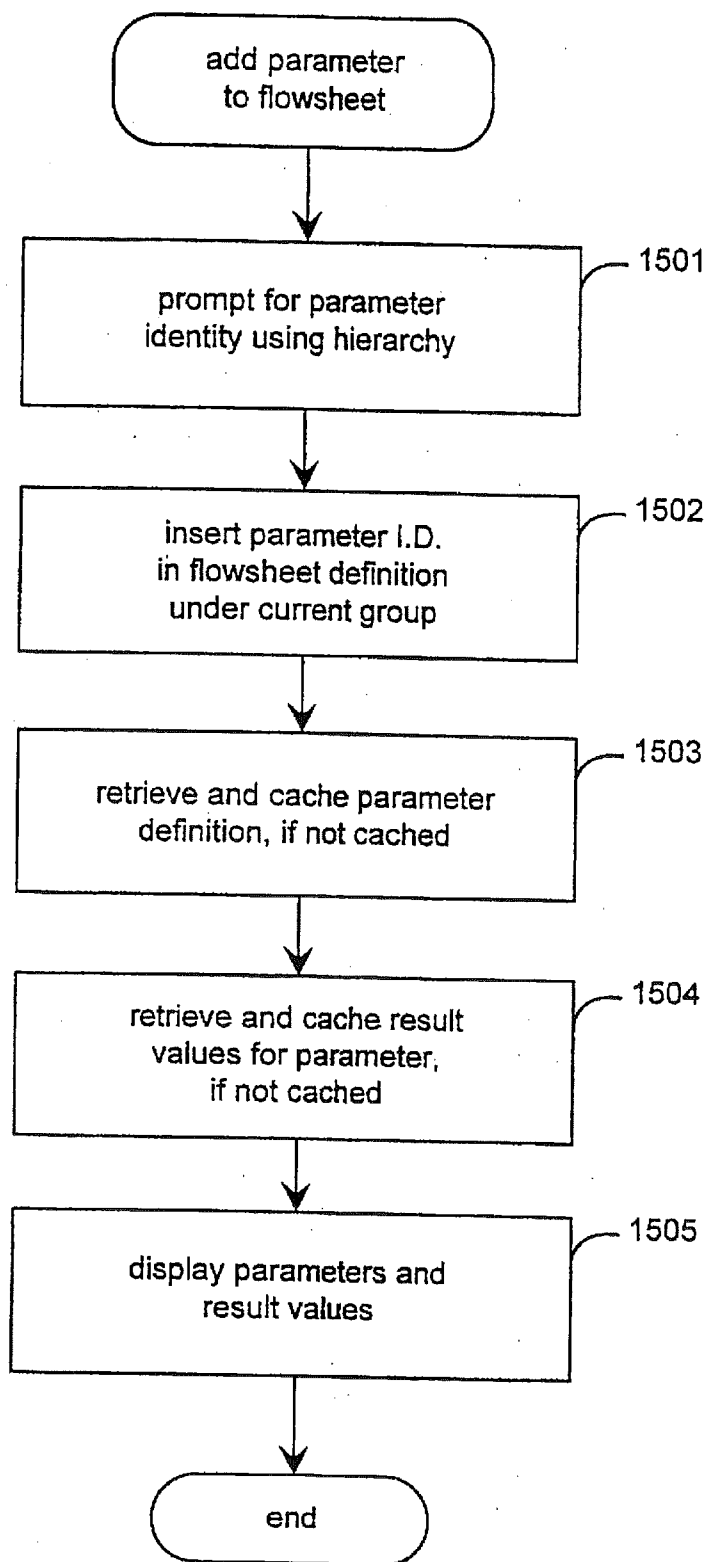 add parameter
to flowsheet
1501
prompt for parameter
identity using hierarchy
1502
insert parameter I.D.
in flowsheet definition
under current group
1503
retrieve and cache parameter
definition, if not cached
1504
retrieve and cache result
values for parameter,
if not cached
1505
display parameters and
result values
end